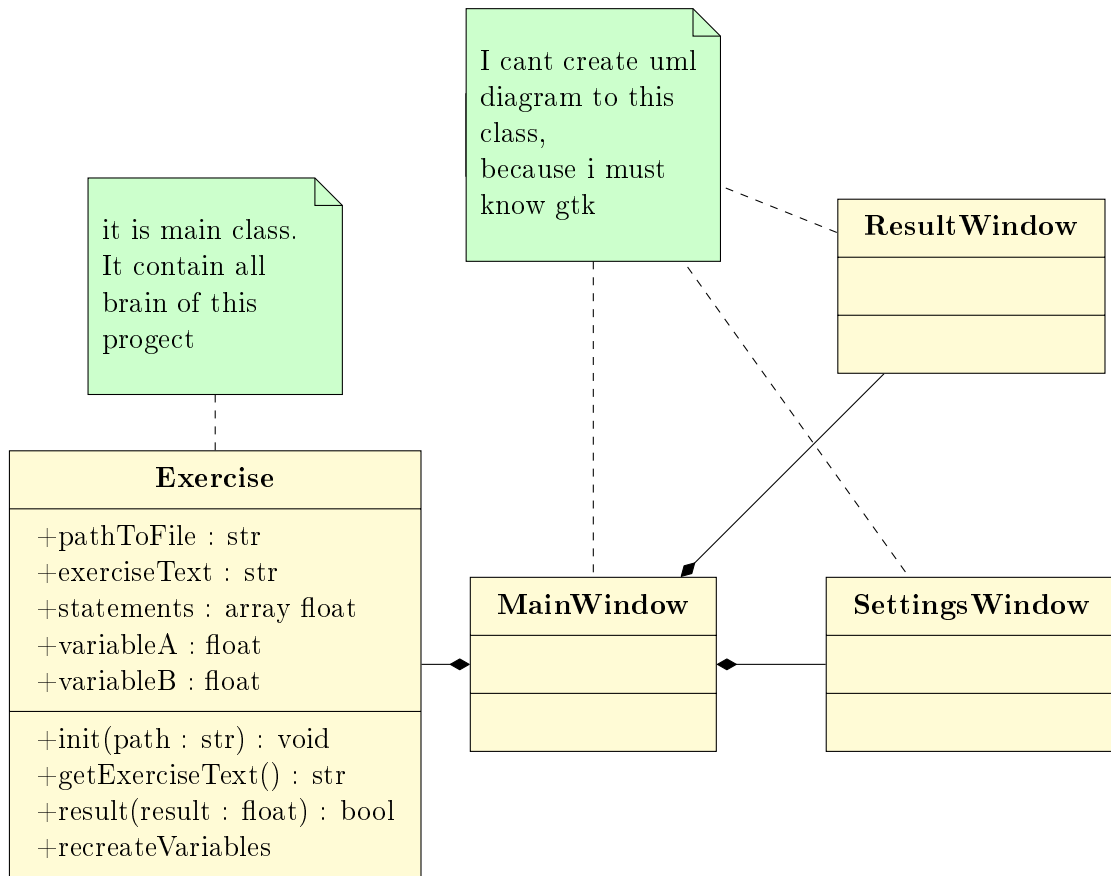 I cant create uml
diagram to this
class,
because i must
know gtk
it is main class.
It contain all
brain of this
progect
ResultWindow
Exercise
+pathToFile : str
+exerciseText : str
+statements : array float
+variableA : float
+variableB : float
+init(path : str) : void
+getExerciseText() : str
+result(result : float) : bool
+recreateVariables
MainWindow
SettingsWindow